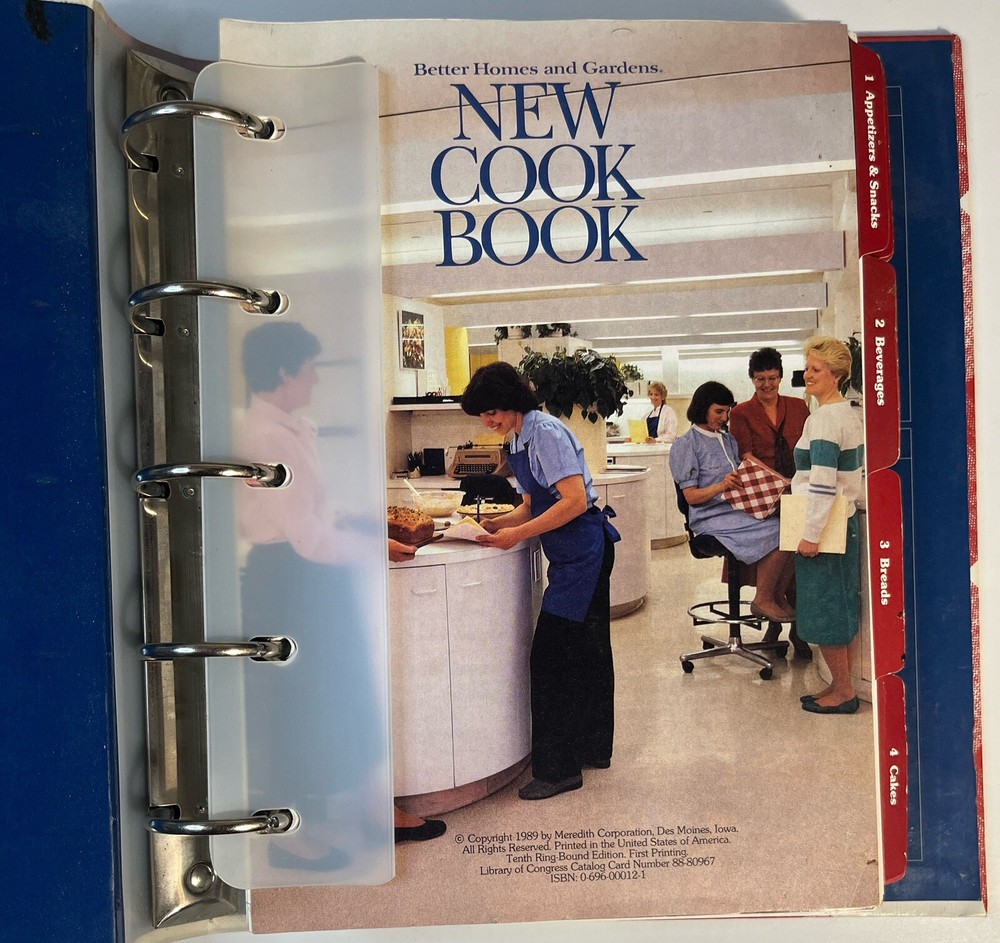 Better Homes and Gardens®
NEW
COOK
BOOK
1 Appetizers & Snacks
2 Beverages
3 Breads
4 Cakes
© Copyright 1989 by Meredith Corporation, Des Moines, Iowa.
All Rights Reserved. Printed in the United States of America.
Tenth Ring-Bound Edition. First Printing.
Library of Congress Catalog Card Number 88-80967
ISBN: 0-696-00012-1